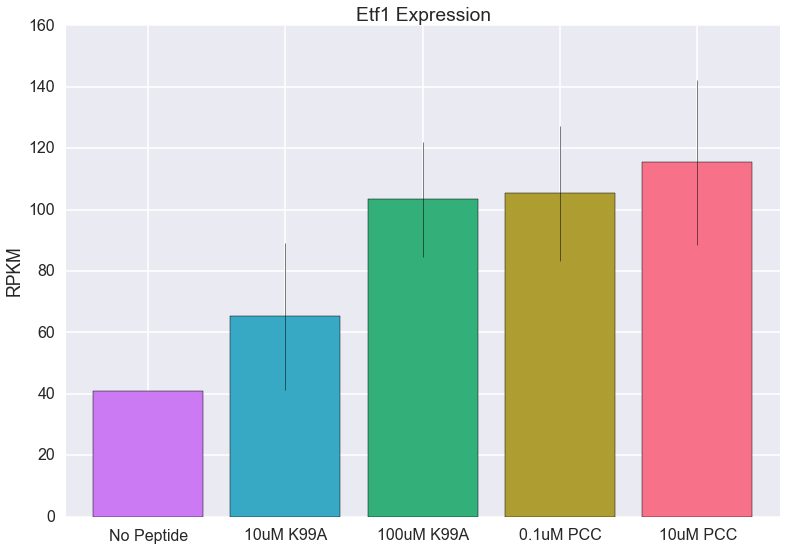 Etf1 Expression
160
140
120
100
80
60
40
20
0
RPKM
No Peptide
10uM K99A
100uM K99A
0.1uM PCC
10uM PCC